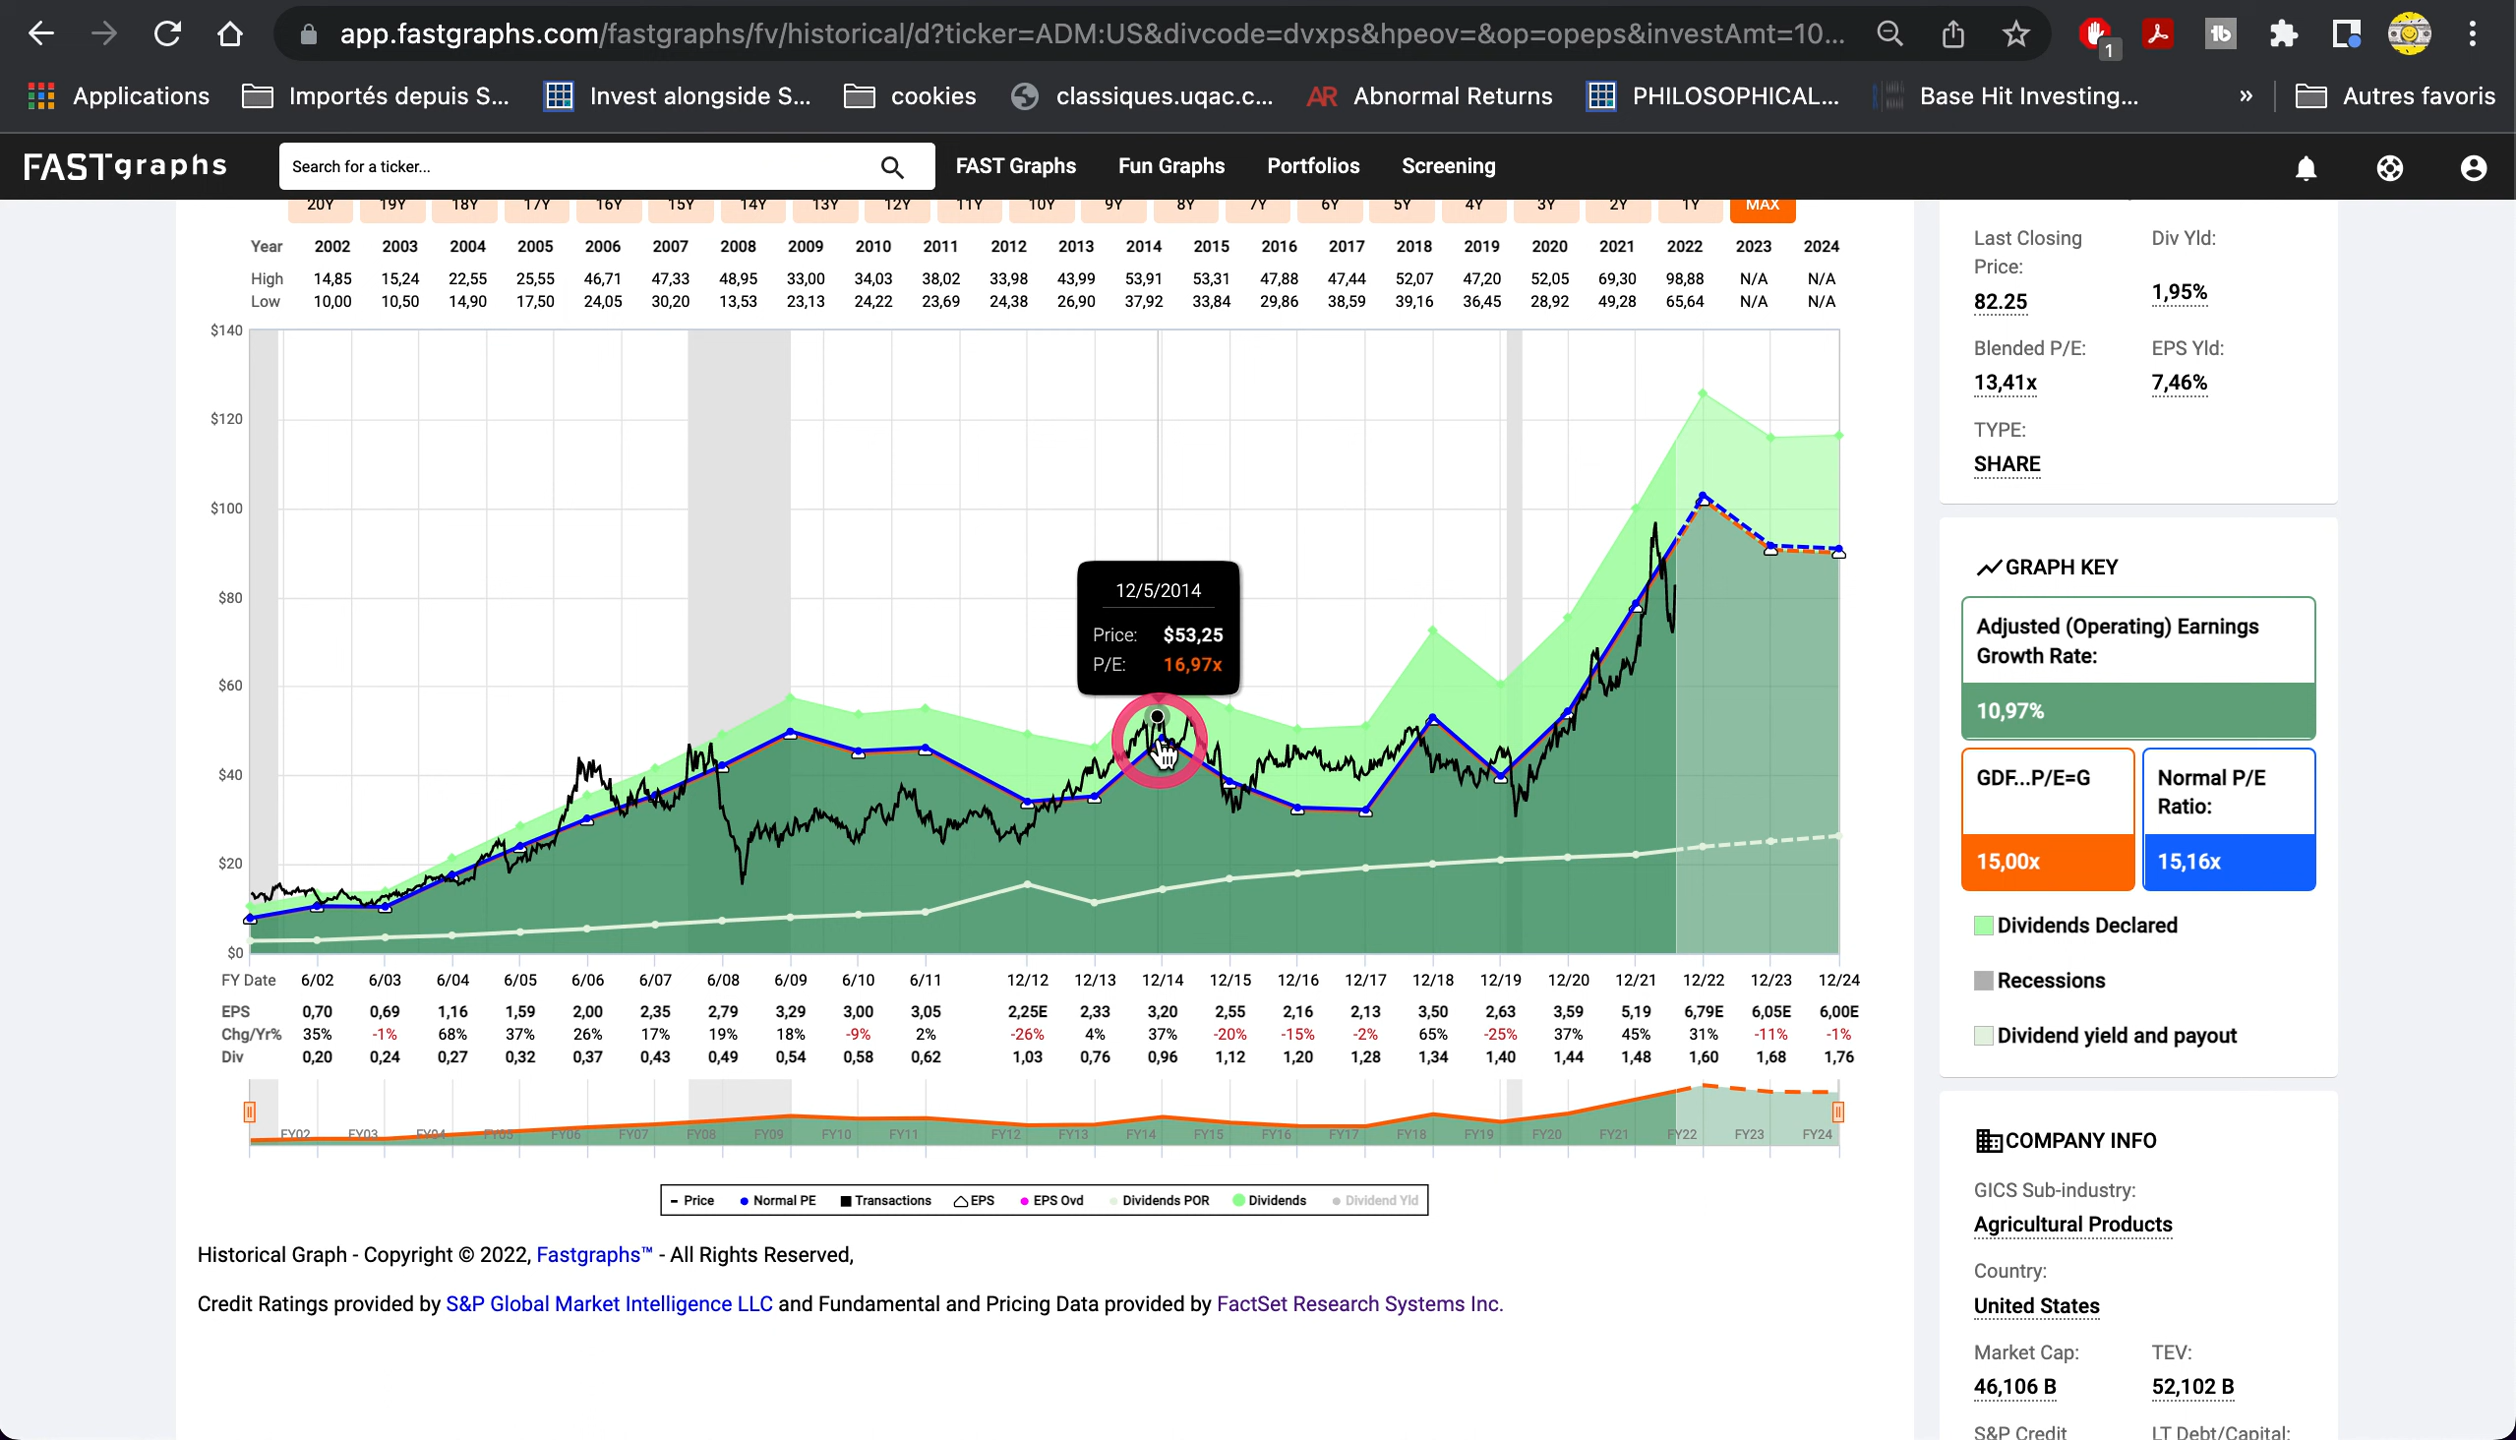 app.fastgraphs.com/fastgraphs/fv/historical/d?ticker=ADM:US&divcode=dvxps&hpeov=&op=opeps&investAmt=10...
1
Applications
Importés depuis S...
Invest alongside S...
cookies
classiques.uqac.c...
AR Abnormal Returns
PHILOSOPHICAL...
Base Hit Investing...
»
Autres favoris
FASTgraphs
Search for a ticker...
FAST Graphs
Fun Graphs
Portfolios
Screening
20Y 19Y 18Y 17Y 16Y 15Y 14Y 13Y 12Y 11Y 10Y 9Y 8Y 7Y 6Y 5Y 4Y 3Y 2Y 1Y MAX
Year 2002 2003 2004 2005 2006 2007 2008 2009 2010 2011 2012 2013 2014 2015 2016 2017 2018 2019 2020 2021 2022 2023 2024
High 14,85 15,24 22,55 25,55 46,71 47,33 48,95 33,00 34,03 38,02 33,98 43,99 53,91 53,31 47,88 47,44 52,07 47,20 52,05 69,30 98,88 N/A N/A
Low 10,00 10,50 14,90 17,50 24,05 30,20 13,53 23,13 24,22 23,69 24,38 26,90 37,92 33,84 29,86 38,59 39,16 36,45 28,92 49,28 65,64 N/A N/A
$140
$120
$100
$80
$60
$40
$20
$0
12/5/2014
Price: $53,25
P/E: 16,97x
FY Date 6/02 6/03 6/04 6/05 6/06 6/07 6/08 6/09 6/10 6/11 12/12 12/13 12/14 12/15 12/16 12/17 12/18 12/19 12/20 12/21 12/22 12/23 12/24
EPS 0,70 0,69 1,16 1,59 2,00 2,35 2,79 3,29 3,00 3,05 2,25E 2,33 3,20 2,55 2,16 2,13 3,50 2,63 3,59 5,19 6,79E 6,05E 6,00E
Chg/Yr% 35% -1% 68% 37% 26% 17% 19% 18% -9% 2% -26% 4% 37% -20% -15% -2% 65% -25% 37% 45% 31% -11% -1%
Div 0,20 0,24 0,27 0,32 0,37 0,43 0,49 0,54 0,58 0,62 1,03 0,76 0,96 1,12 1,20 1,28 1,34 1,40 1,44 1,48 1,60 1,68 1,76
FY02 FY03 FY04 FY05 FY06 FY07 FY08 FY09 FY10 FY11 FY12 FY13 FY14 FY15 FY16 FY17 FY18 FY19 FY20 FY21 FY22 FY23 FY24
Price Normal PE Transactions EPS EPS Ovd Dividends POR Dividends Dividend Yld
Historical Graph - Copyright © 2022, Fastgraphs™ - All Rights Reserved,
Credit Ratings provided by S&P Global Market Intelligence LLC and Fundamental and Pricing Data provided by FactSet Research Systems Inc.
Last Closing Div Yld:
Price:
82.25 1,95%
Blended P/E: EPS Yld:
13,41x 7,46%
TYPE:
SHARE
GRAPH KEY
Adjusted (Operating) Earnings
Growth Rate:
10,97%
GDF...P/E=G
15,00x
Normal P/E
Ratio:
15,16x
Dividends Declared
Recessions
Dividend yield and payout
COMPANY INFO
GICS Sub-industry:
Agricultural Products
Country:
United States
Market Cap: TEV:
46,106 B 52,102 B
S&P Credit LT Debt/Capital: